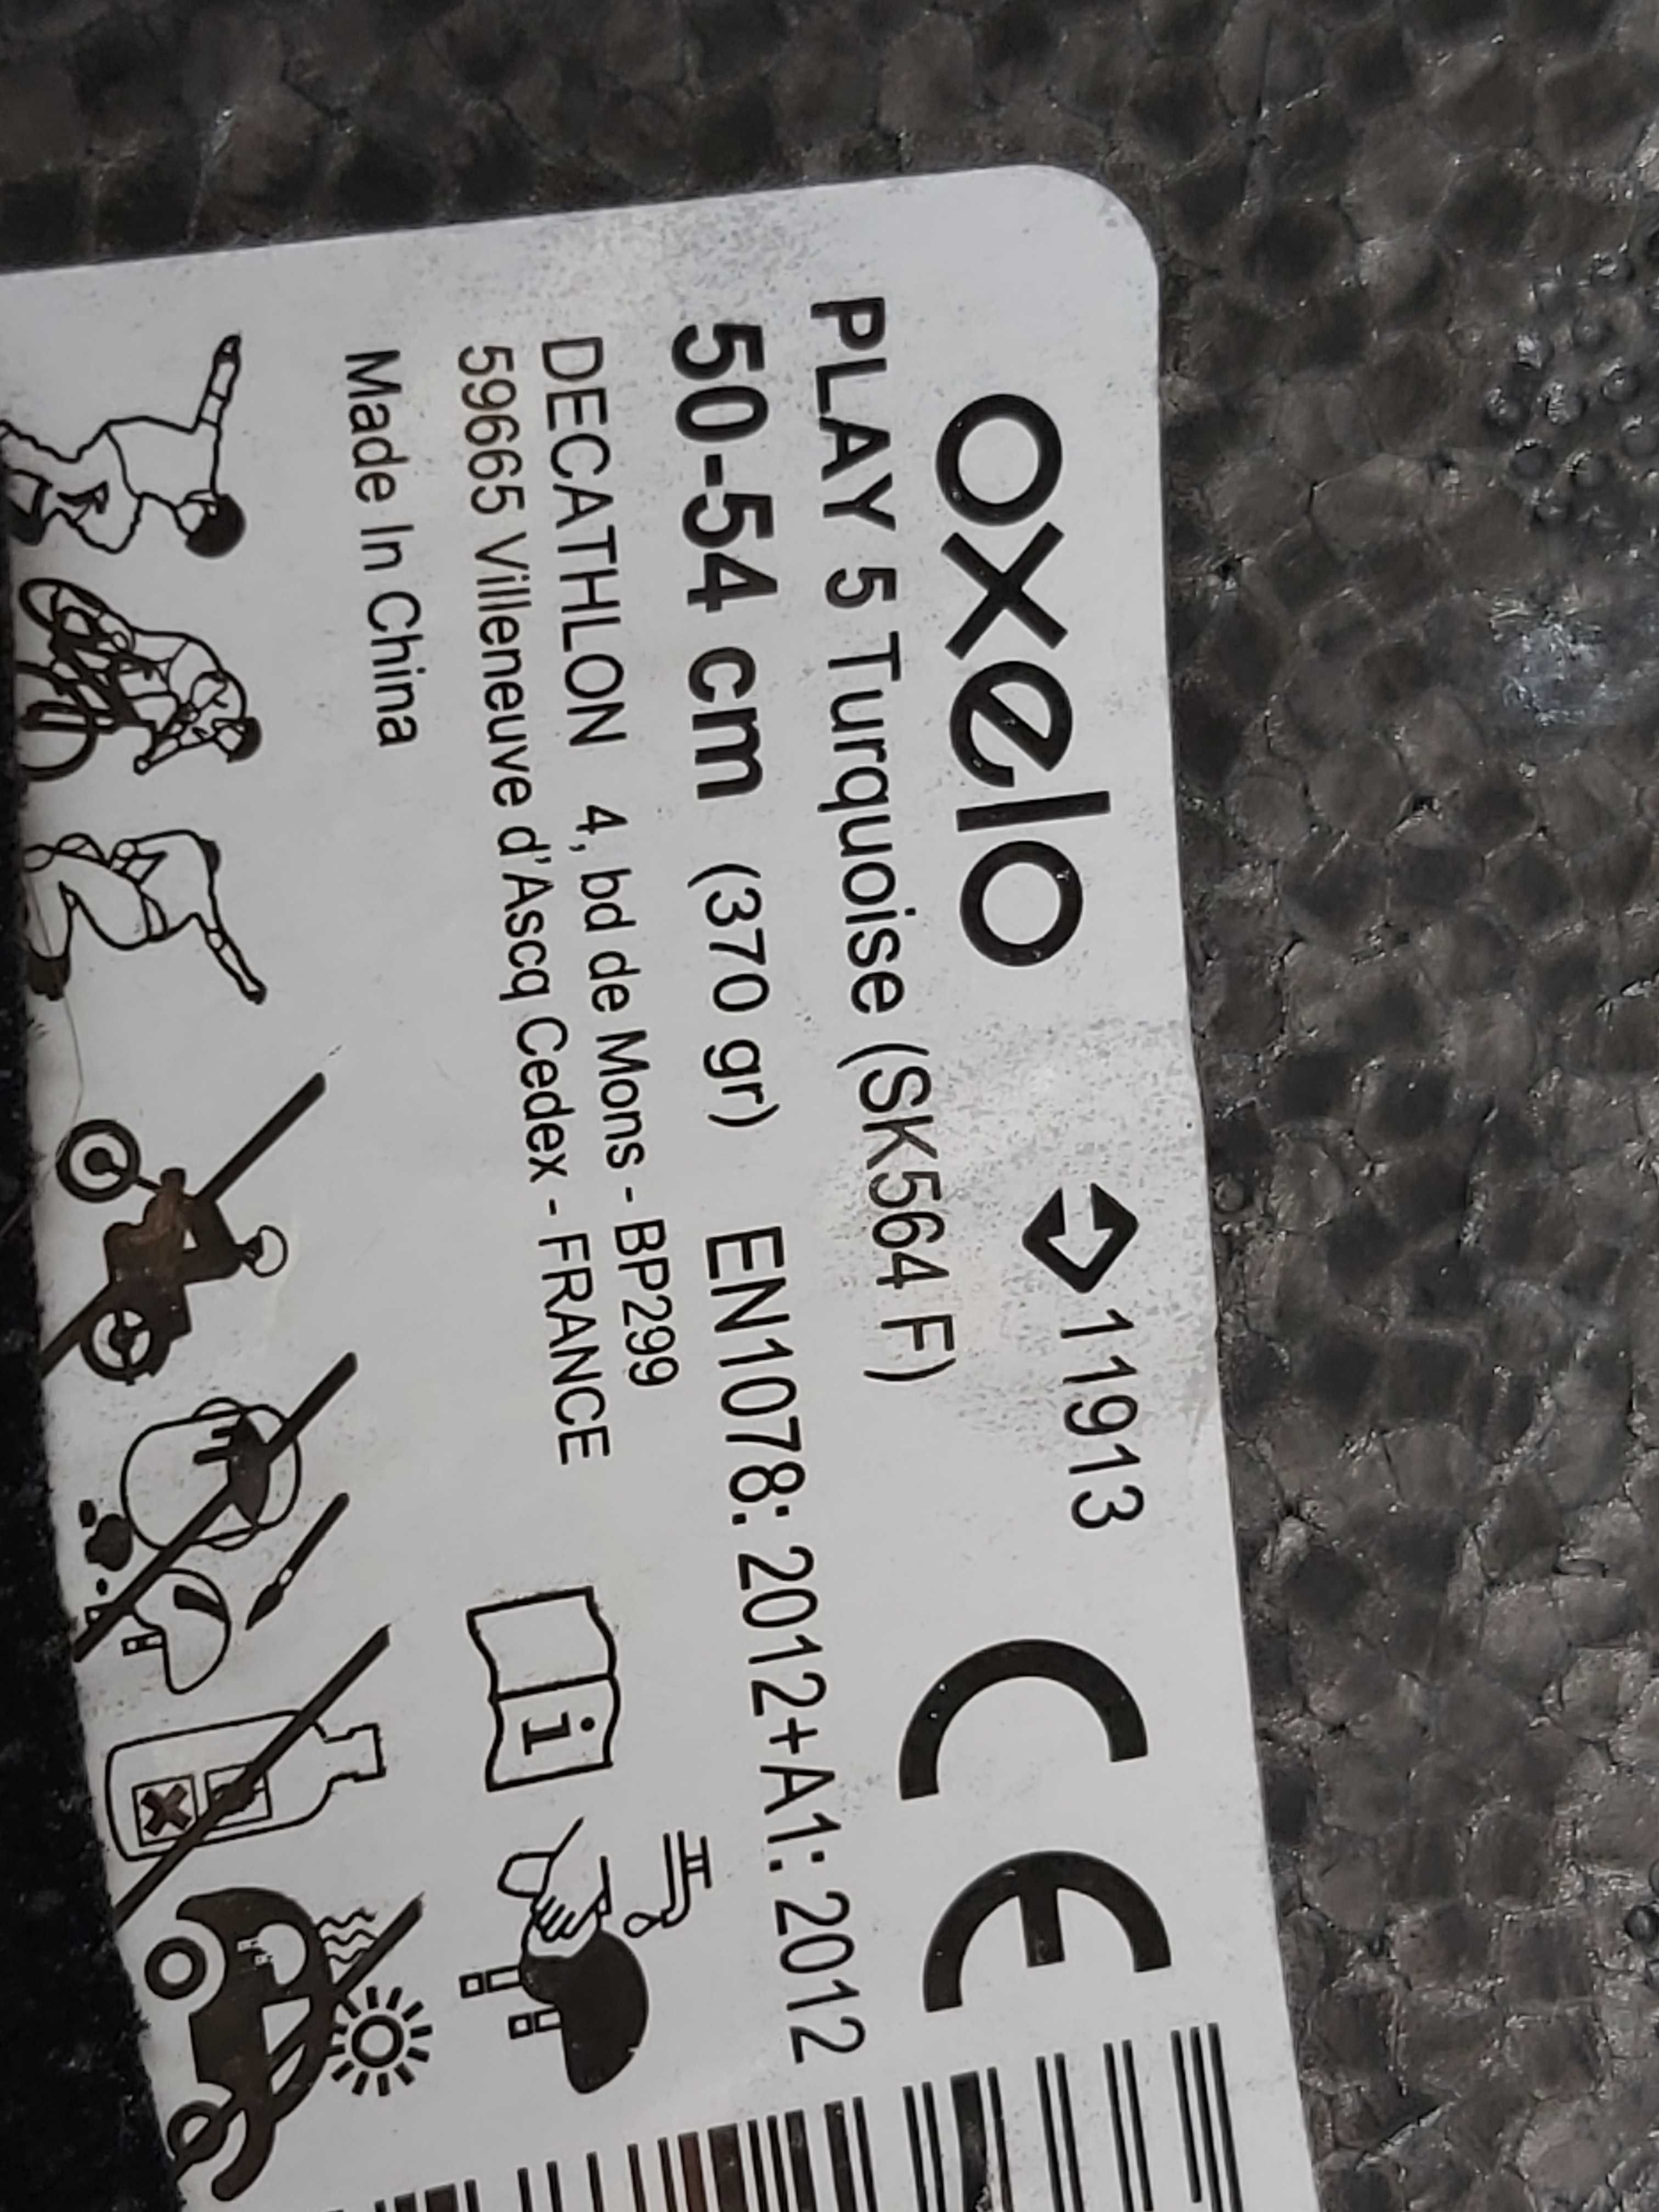 oxelo 11913 CE
PLAY 5 Turquoise (SK564 F)
50-54 cm (370 gr) EN1078: 2012+A1: 2012
DECATHLON 4, bd de Mons - BP299
59665 Villeneuve d'Ascq Cedex - FRANCE
i
Made In China